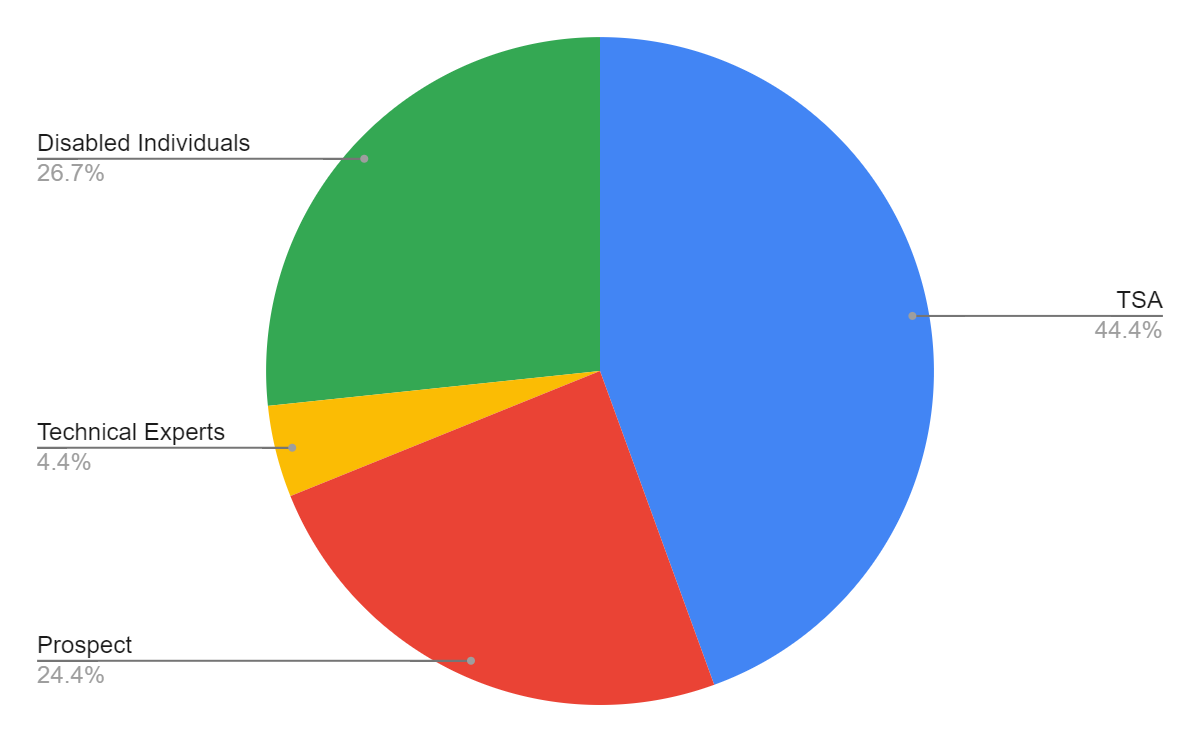 Disabled Individuals
26.7%
TSA
44.4%
Technical Experts
4.4%
Prospect
24.4%